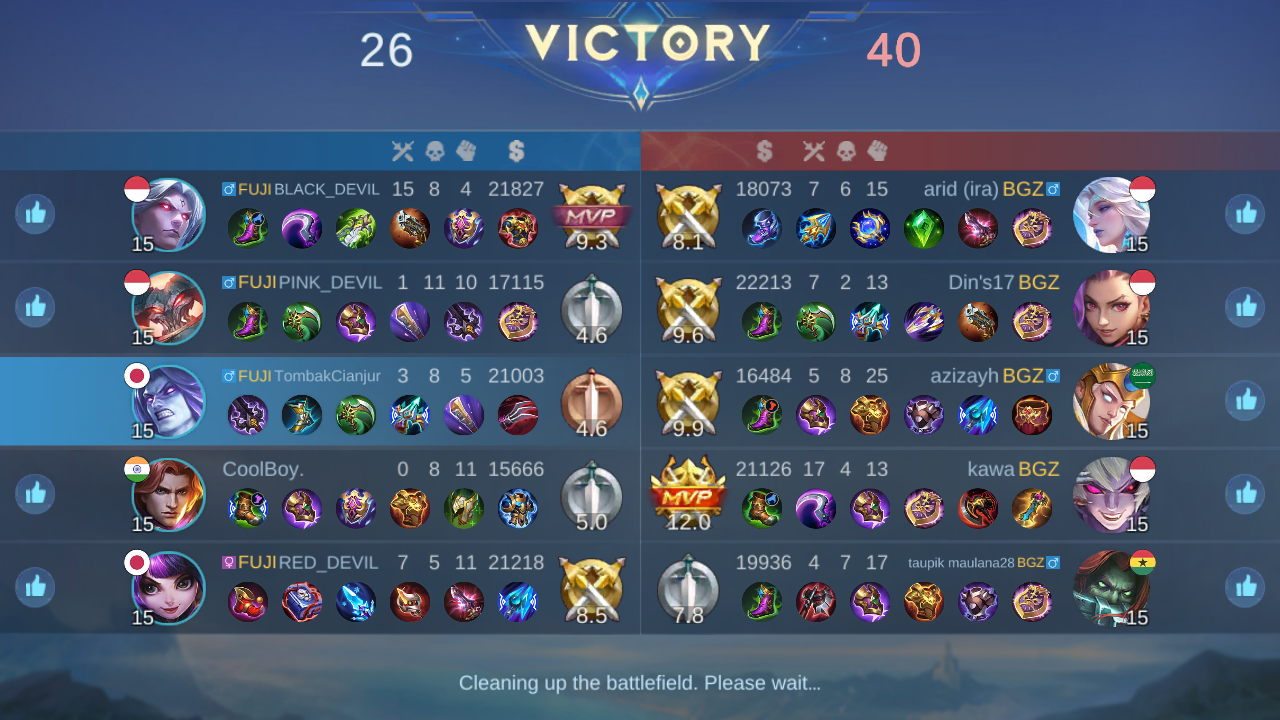 26 VICTORY 40
FUJI BLACK_DEVIL 15 8 4 21827
15 MVP 9.3
18073 7 6 15 arid (ira) BGZ
8.1 15
FUJI PINK_DEVIL 1 11 10 17115
15 4.6
22213 7 2 13 Din's17 BGZ
9.6 15
FUJI TombakCianjur 3 8 5 21003
15 4.6
16484 5 8 25 azizayh BGZ
9.9 15
CoolBoy. 0 8 11 15666
15 5.0
21126 17 4 13 kawa BGZ
MVP 12.0 15
FUJI RED_DEVIL 7 5 11 21218
15 8.5
19936 4 7 17 taupik maulana28 BGZ
7.8 15
Cleaning up the battlefield. Please wait...